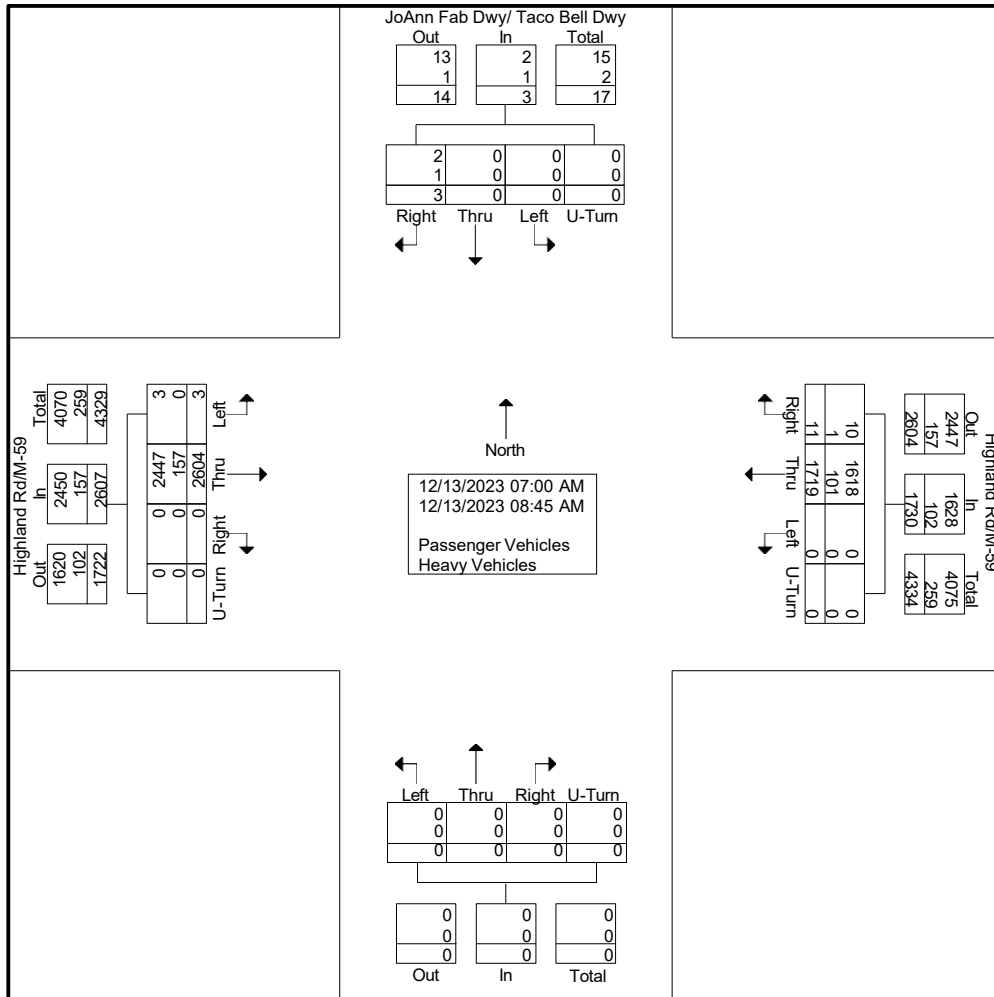 JoAnn Fab Dwy/ Taco Bell Dwy
Out In Total
13 2 15
1 1 2
14 3 17
2 0 0 0
1 0 0 0
3 0 0 0
Right Thru Left U-Turn
Highland Rd/M-59
Total In Out
4070 2450 1620
259 157 102
4329 2607 1722
3 2447 0 0
0 157 0 0
3 2604 0 0
Left Thru Right U-Turn
North
12/13/2023 07:00 AM
12/13/2023 08:45 AM
Passenger Vehicles
Heavy Vehicles
Highland Rd/M-59
Out In Total
2447 1628 4075
157 102 259
2604 1730 4334
10 1618 0 0
1 101 0 0
11 1719 0 0
Right Thru Left U-Turn
Left Thru Right U-Turn
0 0 0 0
0 0 0 0
0 0 0 0
0 0 0
0 0 0
0 0 0
Out In Total